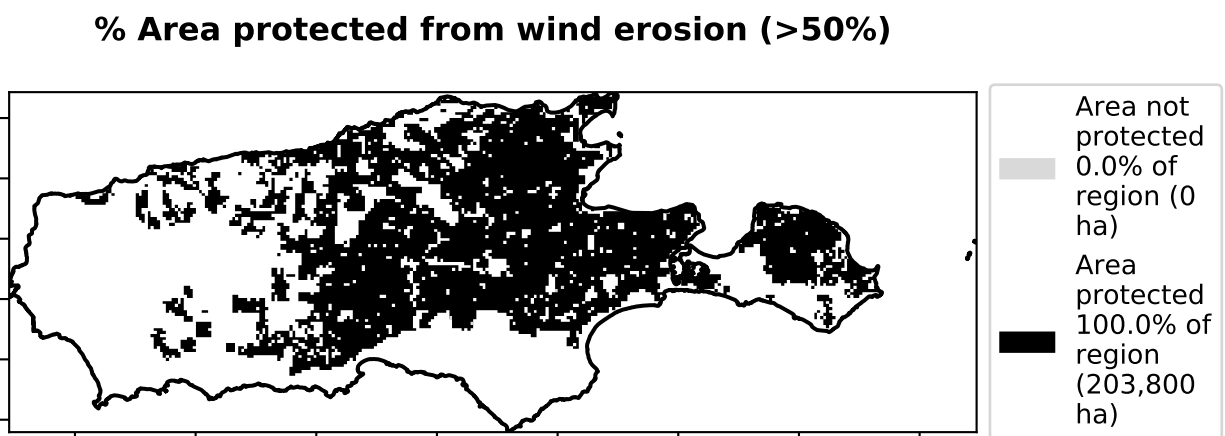 % Area protected from wind erosion (>50%)
Area not
protected
0.0% of
region (0
ha)
Area
protected
100.0% of
region
(203,800
ha)